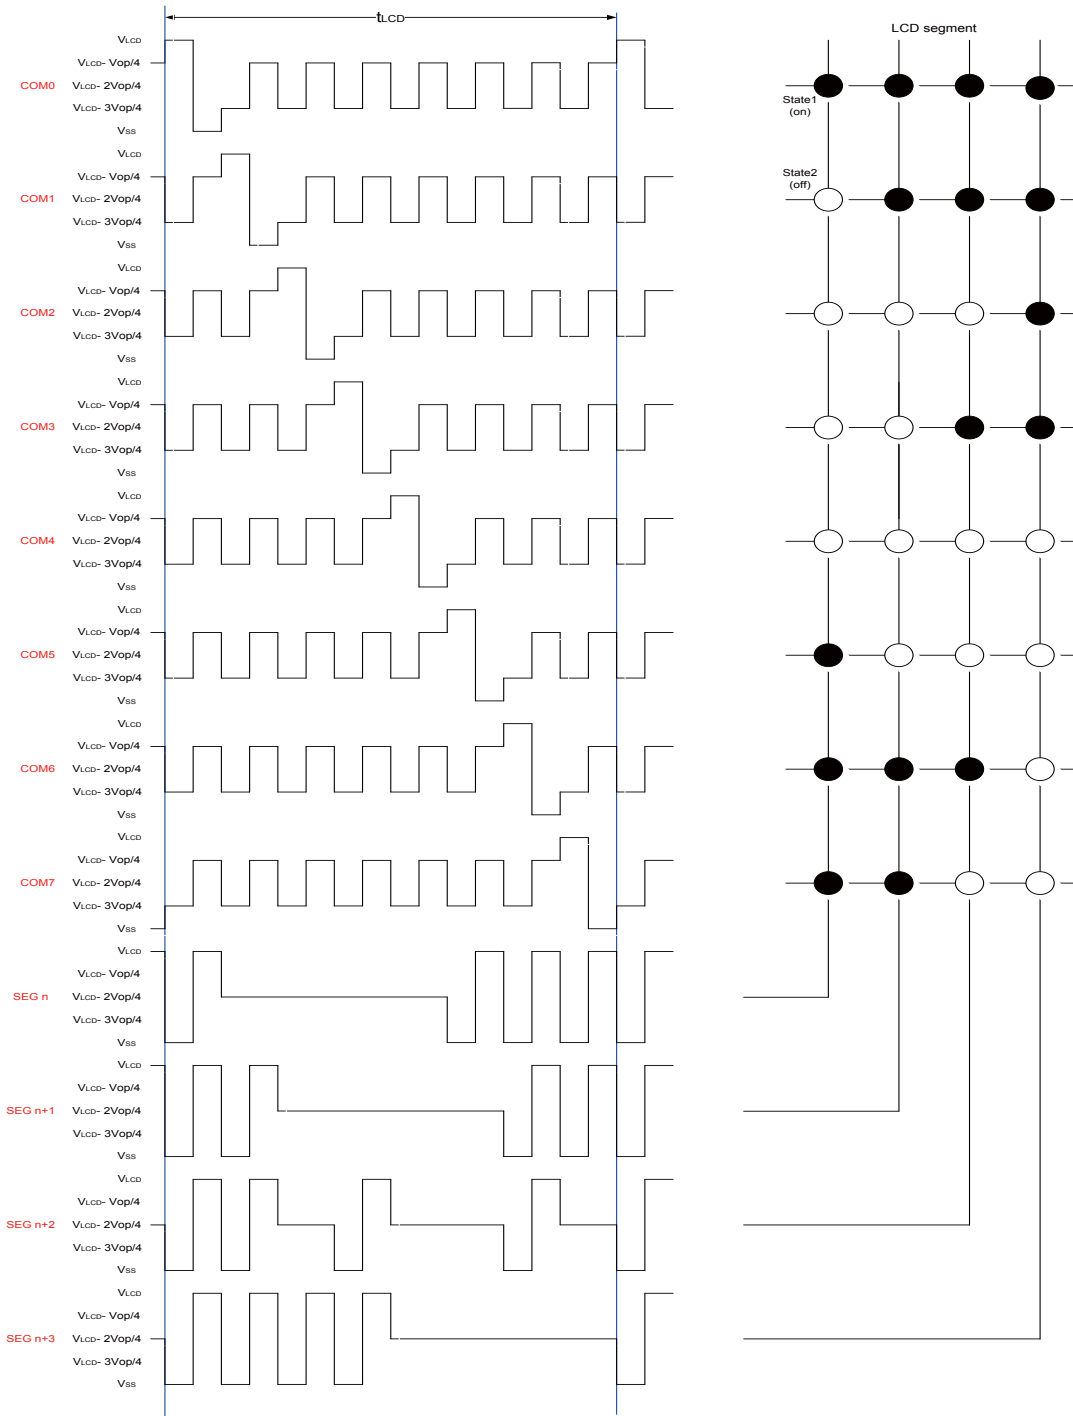 tLCD
LCD segment
VLCD
VLCD- Vop/4
COM0 VLCD- 2Vop/4
VLCD- 3Vop/4
VSS
State1
(on)
VLCD
VLCD- Vop/4
COM1 VLCD- 2Vop/4
VLCD- 3Vop/4
VSS
State2
(off)
VLCD
VLCD- Vop/4
COM2 VLCD- 2Vop/4
VLCD- 3Vop/4
VSS
VLCD
VLCD- Vop/4
COM3 VLCD- 2Vop/4
VLCD- 3Vop/4
VSS
VLCD
VLCD- Vop/4
COM4 VLCD- 2Vop/4
VLCD- 3Vop/4
VSS
VLCD
VLCD- Vop/4
COM5 VLCD- 2Vop/4
VLCD- 3Vop/4
VSS
VLCD
VLCD- Vop/4
COM6 VLCD- 2Vop/4
VLCD- 3Vop/4
VSS
VLCD
VLCD- Vop/4
COM7 VLCD- 2Vop/4
VLCD- 3Vop/4
VSS
VLCD
VLCD- Vop/4
SEG n VLCD- 2Vop/4
VLCD- 3Vop/4
VSS
VLCD
VLCD- Vop/4
SEG n+1 VLCD- 2Vop/4
VLCD- 3Vop/4
VSS
VLCD
VLCD- Vop/4
SEG n+2 VLCD- 2Vop/4
VLCD- 3Vop/4
VSS
VLCD
VLCD- Vop/4
SEG n+3 VLCD- 2Vop/4
VLCD- 3Vop/4
VSS